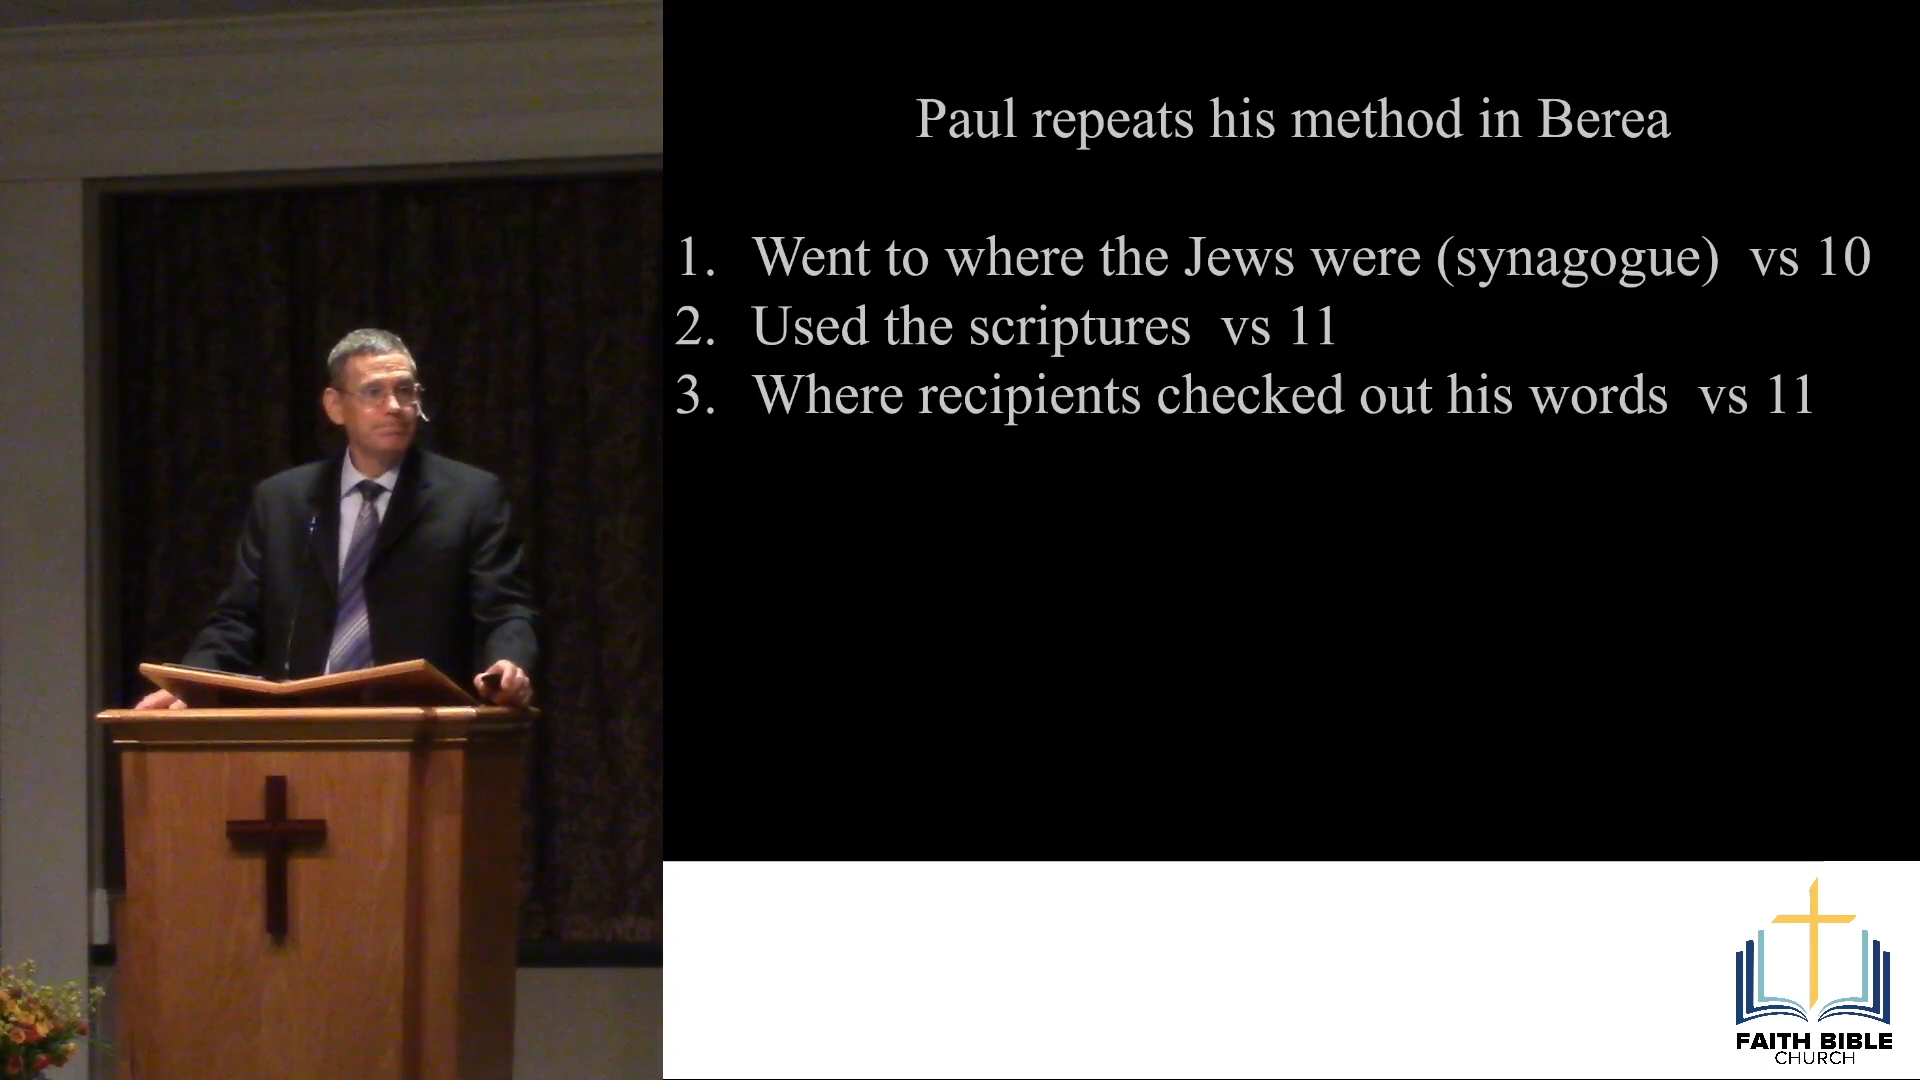 Paul repeats his method in Berea
1. Went to where the Jews were (synagogue) vs 10
2. Used the scriptures vs 11
3. Where recipients checked out his words vs 11
FAITH BIBLE
CHURCH